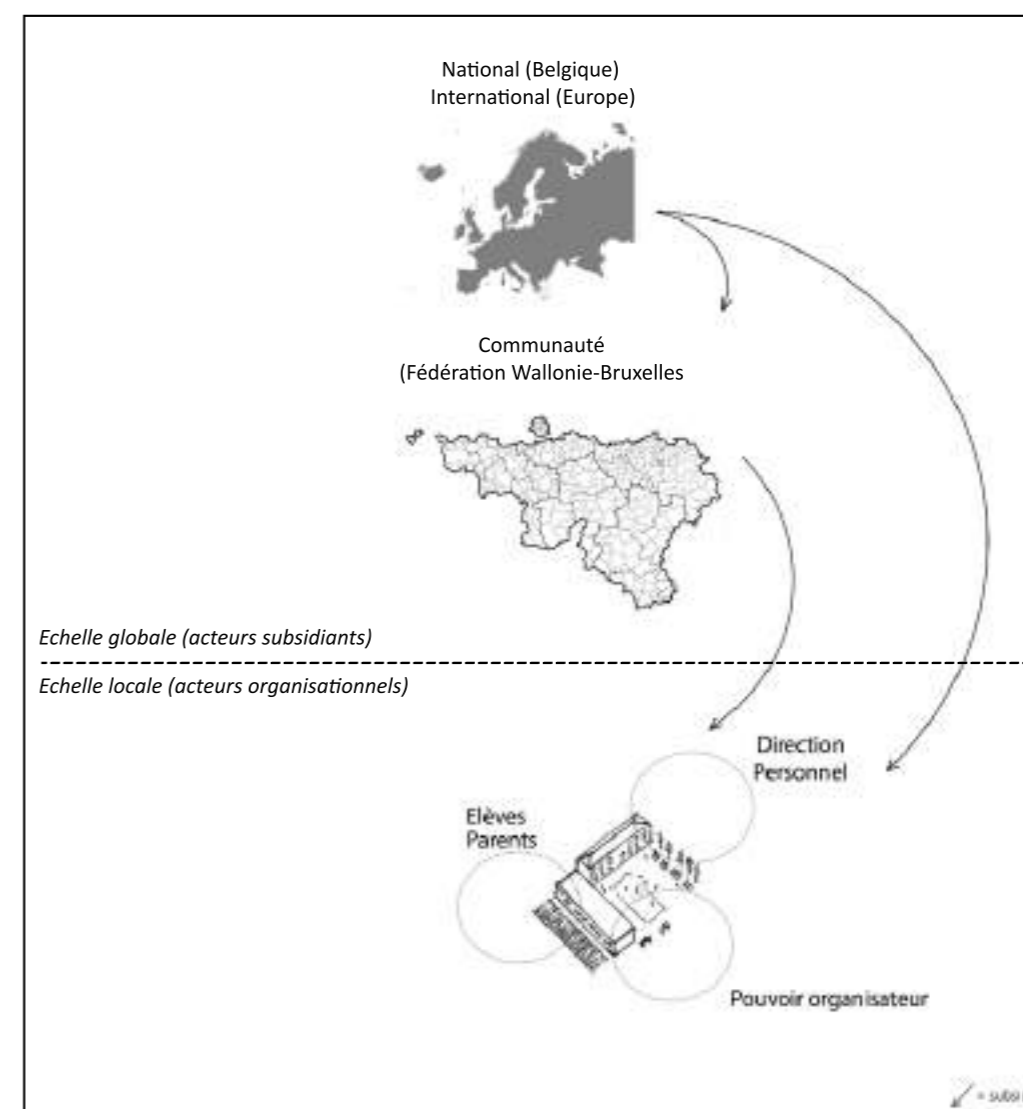 National (Belgique)
International (Europe)
Communauté
(Fédération Wallonie-Bruxelles
Echelle globale (acteurs subsidiants)
Echelle locale (acteurs organisationnels)
Direction
Personnel
Elèves
Parents
Pouvoir organisateur
= subsi